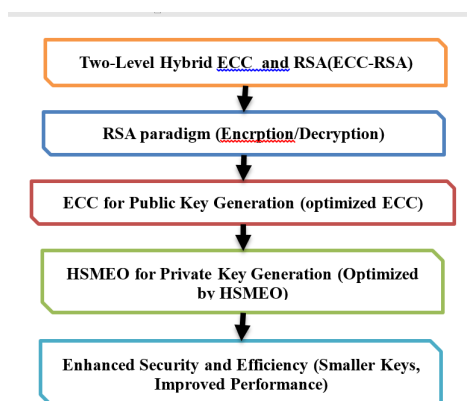 Two-Level Hybrid ECC and RSA(ECC-RSA)
RSA paradigm (Encrption/Decryption)
ECC for Public Key Generation (optimized ECC)
HSMEO for Private Key Generation (Optimized
by HSMEO)
Enhanced Security and Efficiency (Smaller Keys,
Improved Performance)